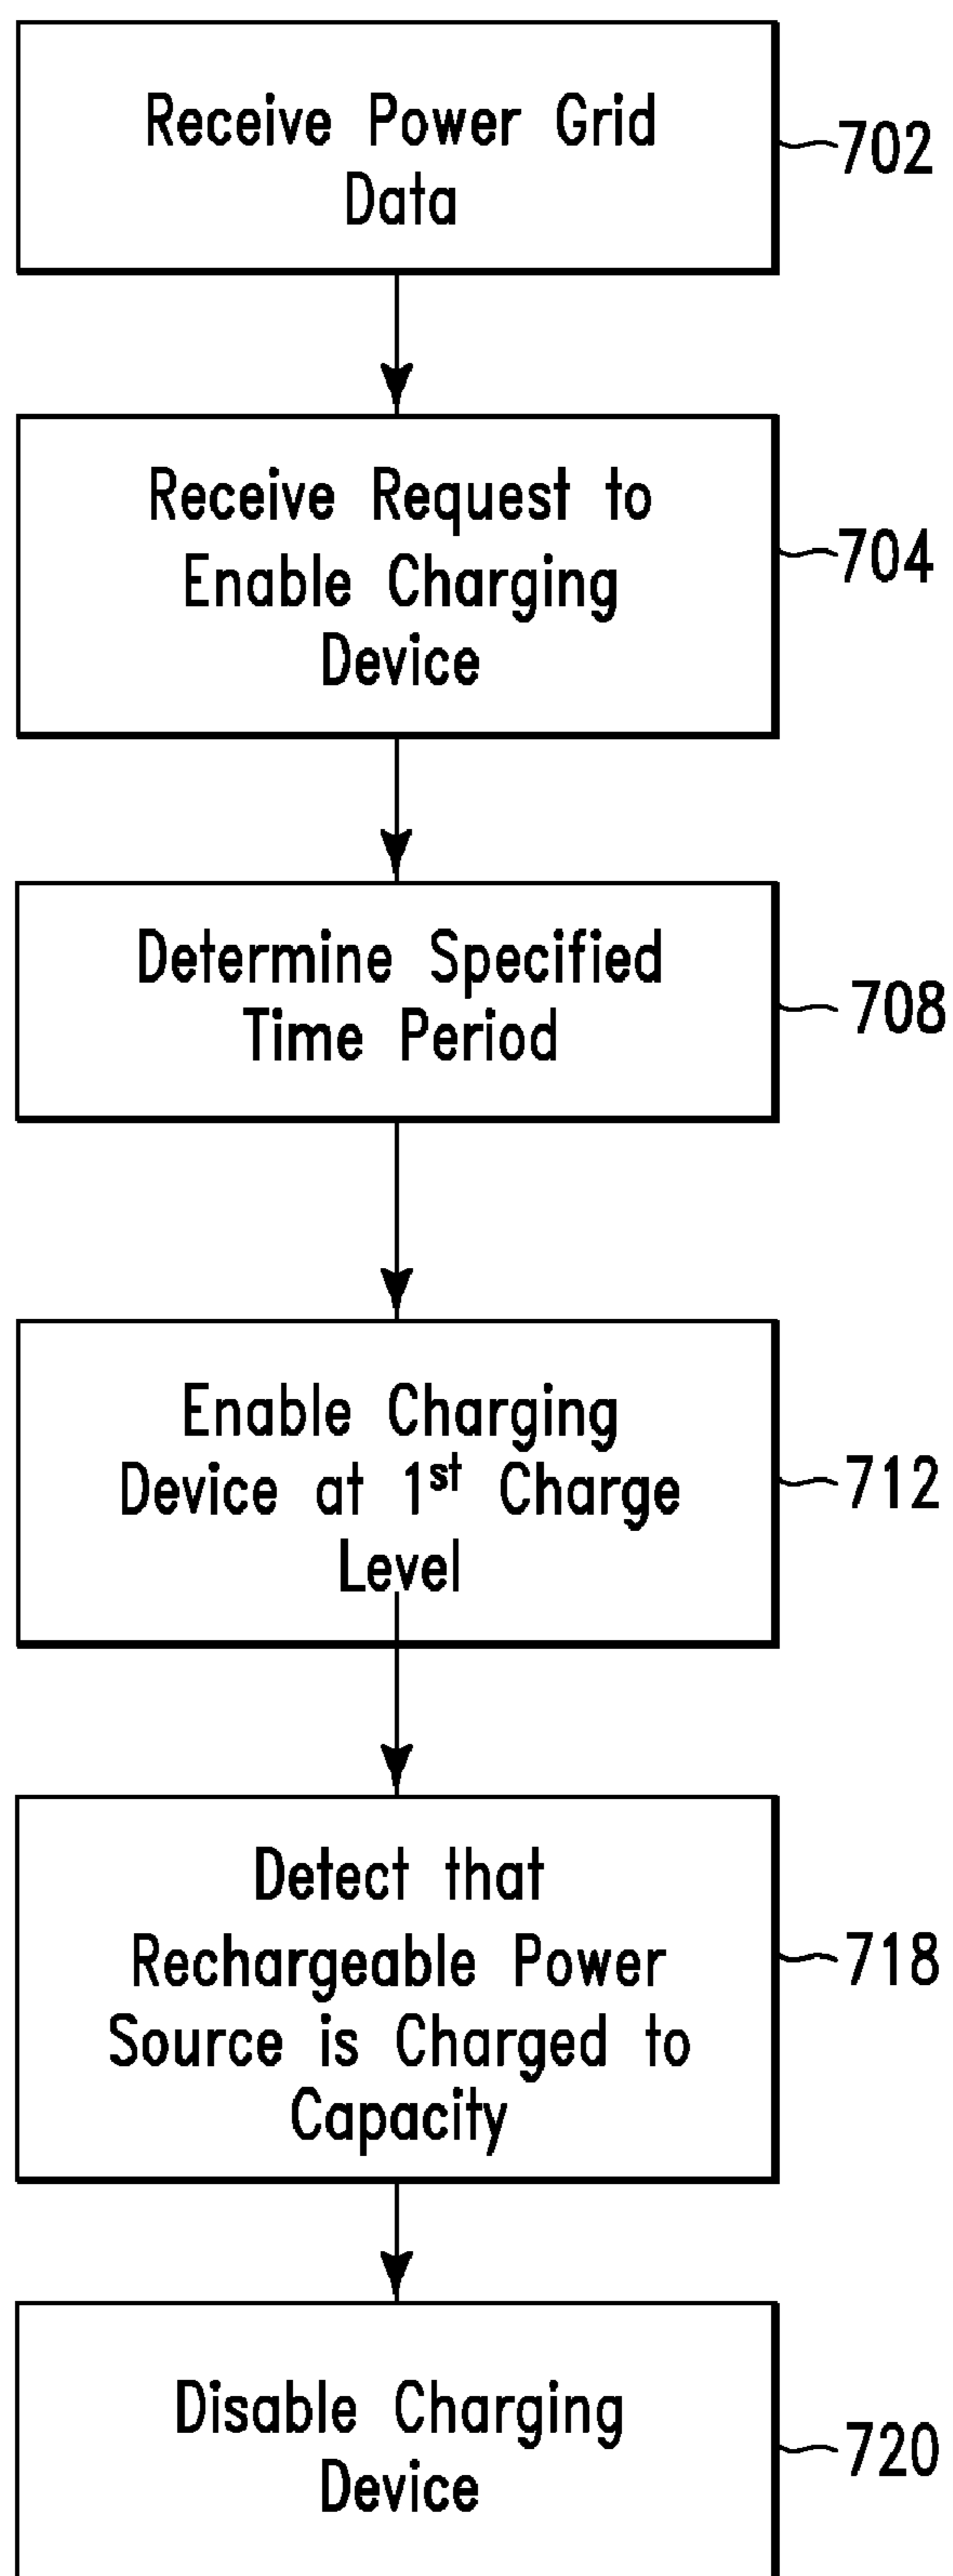 Receive Power Grid
Data
702
Receive Request to
Enable Charging
Device
704
Determine Specified
Time Period
708
Enable Charging
Device at 1st Charge
Level
712
Detect that
Rechargeable Power
Source is Charged to
Capacity
718
Disable Charging
Device
720